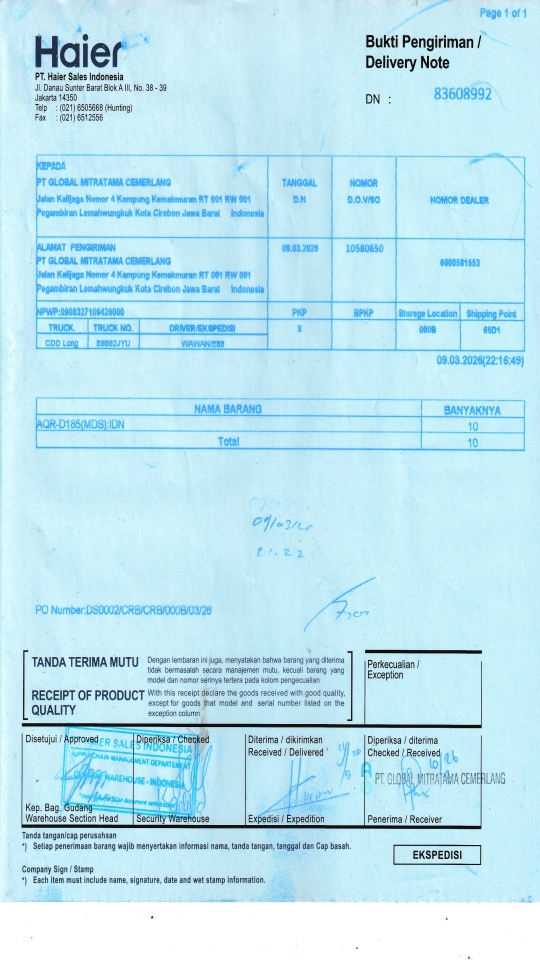 Page 1 of 1
Haier
Bukti Pengiriman /
Delivery Note
PT. Haier Sales Indonesia
Jl. Danau Sunter Barat Blok A III, No. 38 - 39
Jakarta 14350
Telp : (021) 6505668 (Hunting)
Fax : (021) 6512556
DN : 83608992
KEPADA
PT GLOBAL MITRATAMA CEMERLANG
Jalan Kalijaga Nomor 4 Kampung Kemakmuran RT 001 RW 001
Pegambiran Lemahwungkuk Kota Cirebon Jawa Barat Indonesia
TANGGAL D.N
NOMOR D.O.V/SO
NOMOR DEALER
ALAMAT PENGIRIMAN
PT GLOBAL MITRATAMA CEMERLANG
Jalan Kalijaga Nomor 4 Kampung Kemakmuran RT 001 RW 001
Pegambiran Lemahwungkuk Kota Cirebon Jawa Barat Indonesia
09.03.2026
10580650
6000581553
NPWP:0908327109426000 PKP BPKP Storege Location Shipping Point
TRUCK. TRUCK NO. DRIVER/EKSPEDISI X 000B 65D1
CDD Long WAWAN/
09.03.2026(22:16:49)
NAMA BARANG BANYAKNYA
AQR-D185(MDS):IDN 10
Total 10
09/03/26
21.22
PO Number:DS0002/CRB/CRB/000B/03/26
TANDA TERIMA MUTU
Dengan lembaran ini juga, menyatakan bahwa barang yang diterima
tidak bermasalah secara manajemen mutu, kecuali barang yang
model dan nomor serinya tertera pada kolom pengecualian
RECEIPT OF PRODUCT
QUALITY
With this receipt declare the goods received with good quality,
except for goods that model and serial number listed on the
exception column
Perkecualian /
Exception
Disetujui / Approved
Diperiksa / Checked
Diterima / dikirimkan
Received / Delivered
Diperiksa / diterima
Checked / Received
HAIER SALES INDONESIA
SUPPLY CHAIN MANAGEMENT DEPARTEMENT
WAREHOUSE - INDONESIA
PT GLOBAL MITRATAMA CEMERLANG
Kep. Bag. Gudang
Warehouse Section Head
Security Warehouse
Expedisi / Expedition
Penerima / Receiver
Tanda tangan/cap perusahaan
*) Setiap penerimaan barang wajib menyertakan informasi nama, tanda tangan, tanggal dan Cap basah.
EKSPEDISI
Company Sign / Stamp
*) Each item must include name, signature, date and wet stamp information.